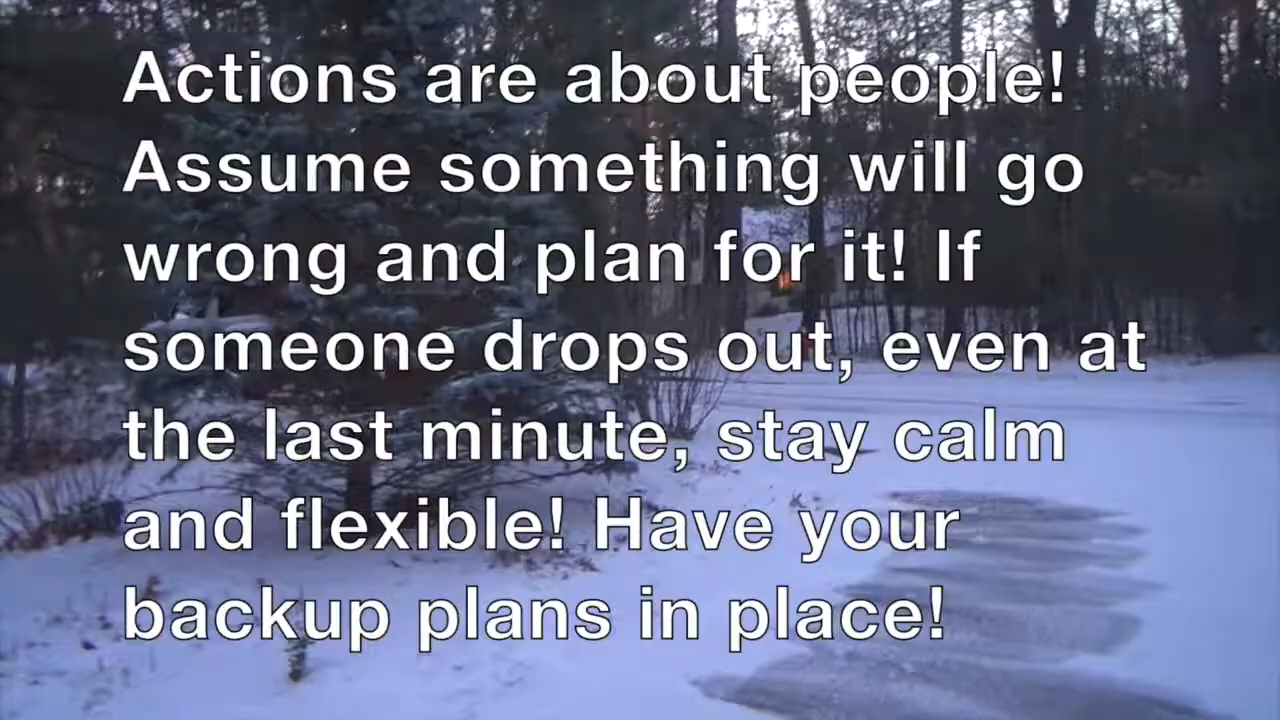 Actions are about people!
Assume something will go
wrong and plan for it! If
someone drops out, even at
the last minute, stay calm
and flexible! Have your
backup plans in place!